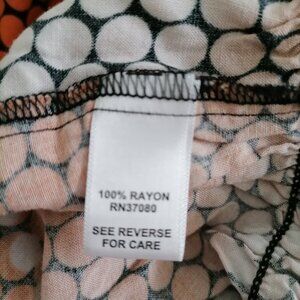 100% RAYON
RN37080
SEE REVERSE
FOR CARE